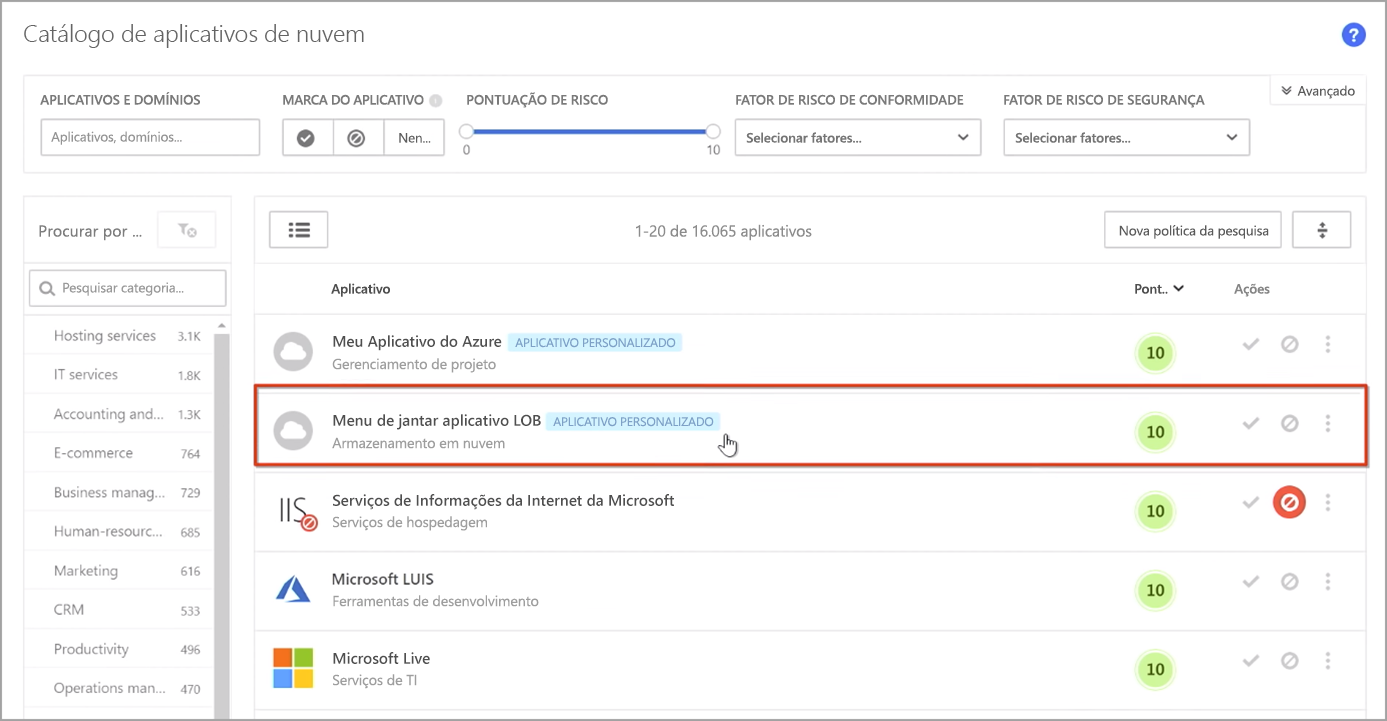 Catálogo de aplicativos de nuvem
?
APLICATIVOS E DOMÍNIOS
Aplicativos, domínios...
MARCA DO APLICATIVO
Nen...
PONTUAÇÃO DE RISCO
0
10
FATOR DE RISCO DE CONFORMIDADE
Selecionar fatores...
FATOR DE RISCO DE SEGURANÇA
Selecionar fatores...
Avançado
Procurar por ...
Pesquisar categoria...
Hosting services 3.1K
IT services 1.8K
Accounting and... 1.3K
E-commerce 764
Business manag... 729
Human-resourc... 685
Marketing 616
CRM 533
Productivity 496
Operations man... 470
1-20 de 16.065 aplicativos
Nova política da pesquisa
Aplicativo Pont.. Ações
Meu Aplicativo do Azure APLICATIVO PERSONALIZADO
Gerenciamento de projeto
10
Menu de jantar aplicativo LOB APLICATIVO PERSONALIZADO
Armazenamento em nuvem
10
IIS
Serviços de Informações da Internet da Microsoft
Serviços de hospedagem
10
Microsoft LUIS
Ferramentas de desenvolvimento
10
Microsoft Live
Serviços de TI
10